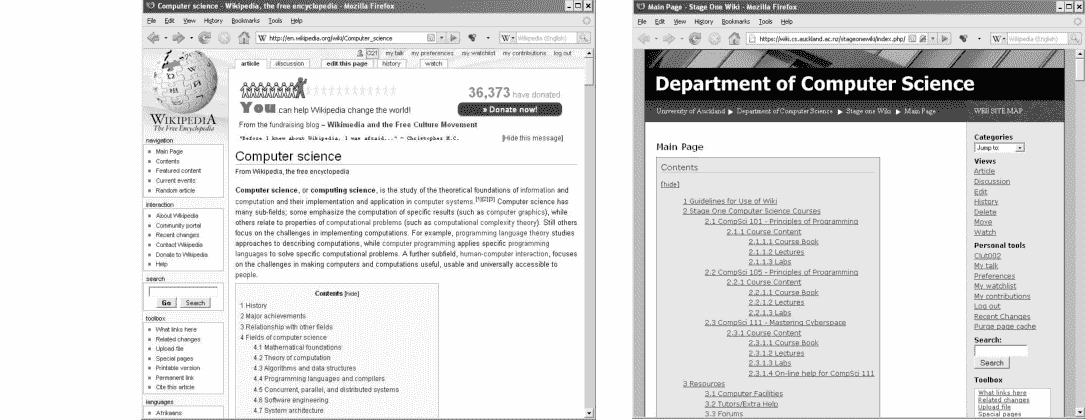 Computer science - Wikipedia, the free encyclopedia - Mozilla Firefox
File Edit View History Bookmarks Tools Help
W http://en.wikipedia.org/wiki/Computer_science
W Wikipedia (English)
my talk my preferences my watchlist my contributions log out
article discussion edit this page history watch
WIKIPEDIA
The Free Encyclopedia
navigation
Main Page
Contents
Featured content
Current events
Random article
interaction
About Wikipedia
Community portal
Recent changes
Contact Wikipedia
Donate to Wikipedia
Help
search
Go Search
toolbox
What links here
Related changes
Upload file
Special pages
Printable version
Permanent link
Cite this article
languages
Afrikaans
You can help Wikipedia change the world!
36,373 have donated
» Donate now!
From the fundraising blog – Wikimedia and the Free Culture Movement
"Before I knew about Wikipedia, I was afraid..." — Christopher M.C.
[Hide this message]
Computer science
From Wikipedia, the free encyclopedia
Computer science, or computing science, is the study of the theoretical foundations of information and
computation and their implementation and application in computer systems.[1][2][3] Computer science has
many sub-fields; some emphasize the computation of specific results (such as computer graphics), while
others relate to properties of computational problems (such as computational complexity theory). Still others
focus on the challenges in implementing computations. For example, programming language theory studies
approaches to describing computations, while computer programming applies specific programming
languages to solve specific computational problems. A further subfield, human-computer interaction, focuses
on the challenges in making computers and computations useful, usable and universally accessible to
people.
Contents [hide]
1 History
2 Major achievements
3 Relationship with other fields
4 Fields of computer science
4.1 Mathematical foundations
4.2 Theory of computation
4.3 Algorithms and data structures
4.4 Programming languages and compilers
4.5 Concurrent, parallel, and distributed systems
4.6 Software engineering
4.7 System architecture
Main Page - Stage One Wiki - Mozilla Firefox
File Edit View History Bookmarks Tools Help
https://wiki.cs.auckland.ac.nz/stageonewiki/index.php/
W Wikipedia (English)
Department of Computer Science
University of Auckland ▶ Department of Computer Science ▶ Stage one Wiki ▶ Main Page
WEB SITE MAP
Main Page
Contents
[hide]
1 Guidelines for Use of Wiki
2 Stage One Computer Science Courses
2.1 CompSci 101 - Principles of Programming
2.1.1 Course Content
2.1.1.1 Course Book
2.1.1.2 Lectures
2.1.1.3 Labs
2.2 CompSci 105 - Principles of Programming
2.2.1 Course Content
2.2.1.1 Course Book
2.2.1.2 Lectures
2.2.1.3 Labs
2.3 CompSci 111 - Mastering Cyberspace
2.3.1 Course Content
2.3.1.1 Course Book
2.3.1.2 Lectures
2.3.1.3 Labs
2.3.1.4 On-line help for CompSci 111
3 Resources
3.1 Computer Facilities
3.2 Tutors/Extra Help
3.3 Forums
Categories
Jump to:
Views
Article
Discussion
Edit
History
Delete
Move
Watch
Personal tools
Clut002
My talk
Preferences
My watchlist
My contributions
Log out
Recent Changes
Purge page cache
Search:
Search
Toolbox
What links here
Related changes
Upload file
Special pages